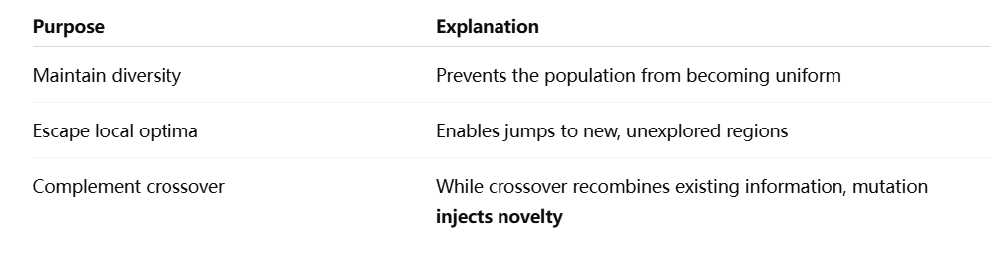 Purpose Explanation
Maintain diversity Prevents the population from becoming uniform
Escape local optima Enables jumps to new, unexplored regions
Complement crossover While crossover recombines existing information, mutation
injects novelty